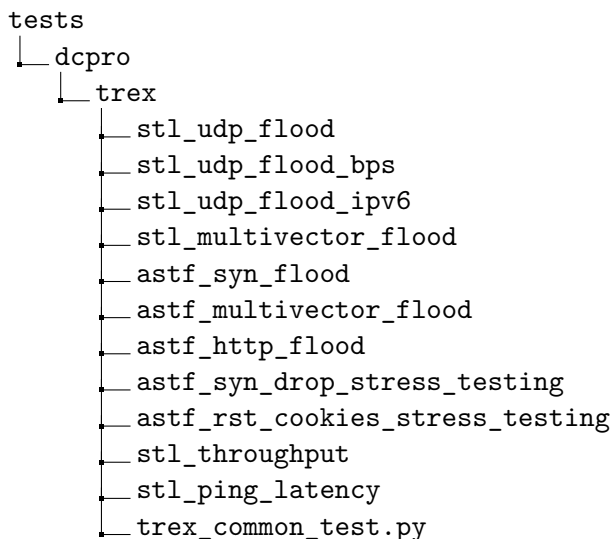 tests
dcpro
trex
stl_udp_flood
stl_udp_flood_bps
stl_udp_flood_ipv6
stl_multivector_flood
astf_syn_flood
astf_multivector_flood
astf_http_flood
astf_syn_drop_stress_testing
astf_rst_cookies_stress_testing
stl_throughput
stl_ping_latency
trex_common_test.py